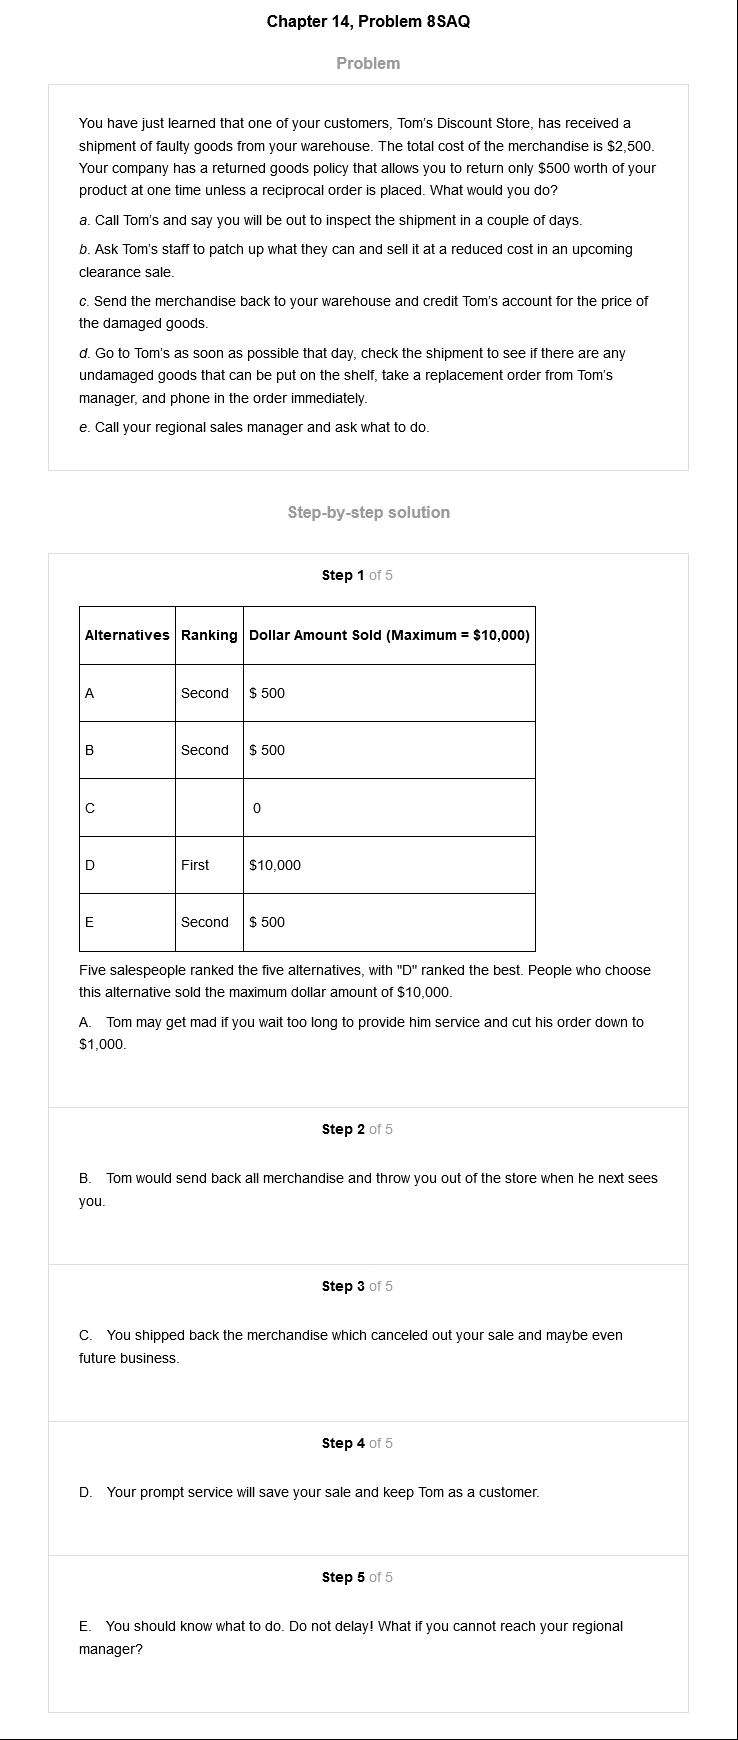 Chapter 14, Problem 8SAQ
Problem
You have just learned that one of your customers, Tom's Discount Store, has received a
shipment of faulty goods from your warehouse. The total cost of the merchandise is $2,500.
Your company has a returned goods policy that allows you to return only $500 worth of your
product at one time unless a reciprocal order is placed. What would you do?
a. Call Tom's and say you will be out to inspect the shipment in a couple of days.
b. Ask Tom's staff to patch up what they can and sell it at a reduced cost in an upcoming
clearance sale.
c. Send the merchandise back to your warehouse and credit Tom's account for the price of
the damaged goods.
d. Go to Tom's as soon as possible that day, check the shipment to see if there are any
undamaged goods that can be put on the shelf, take a replacement order from Tom's
manager, and phone in the order immediately.
e. Call your regional sales manager and ask what to do.
Step-by-step solution
Step 1 of 5
Alternatives Ranking Dollar Amount Sold (Maximum = $10,000)
A Second $ 500
B Second $ 500
C 0
D First $10,000
E Second $ 500
Five salespeople ranked the five alternatives, with "D" ranked the best. People who choose
this alternative sold the maximum dollar amount of $10,000.
A. Tom may get mad if you wait too long to provide him service and cut his order down to
$1,000.
Step 2 of 5
B. Tom would send back all merchandise and throw you out of the store when he next sees
you.
Step 3 of 5
C. You shipped back the merchandise which canceled out your sale and maybe even
future business.
Step 4 of 5
D. Your prompt service will save your sale and keep Tom as a customer.
Step 5 of 5
E. You should know what to do. Do not delay! What if you cannot reach your regional
manager?